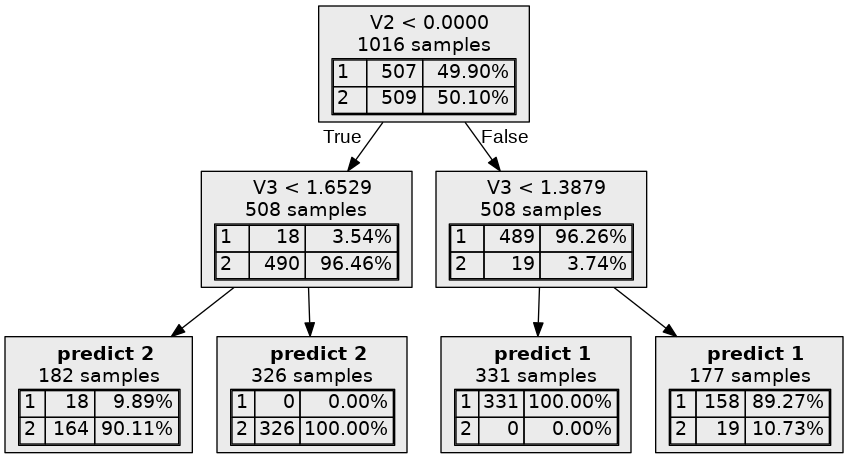 V2 < 0.0000
1016 samples
1 507 49.90%
2 509 50.10%
True
False
V3 < 1.6529
508 samples
1 18 3.54%
2 490 96.46%
V3 < 1.3879
508 samples
1 489 96.26%
2 19 3.74%
predict 2
182 samples
1 18 9.89%
2 164 90.11%
predict 2
326 samples
1 0 0.00%
2 326 100.00%
predict 1
331 samples
1 331 100.00%
2 0 0.00%
predict 1
177 samples
1 158 89.27%
2 19 10.73%